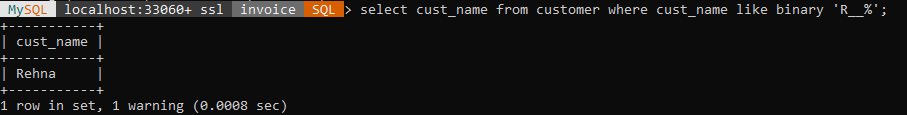 MySQL localhost:33060+ ssl invoice SQL > select cust_name from customer where cust_name like binary 'R__%';
+-----------+
| cust_name |
+-----------+
| Rehna     |
+-----------+
1 row in set, 1 warning (0.0008 sec)